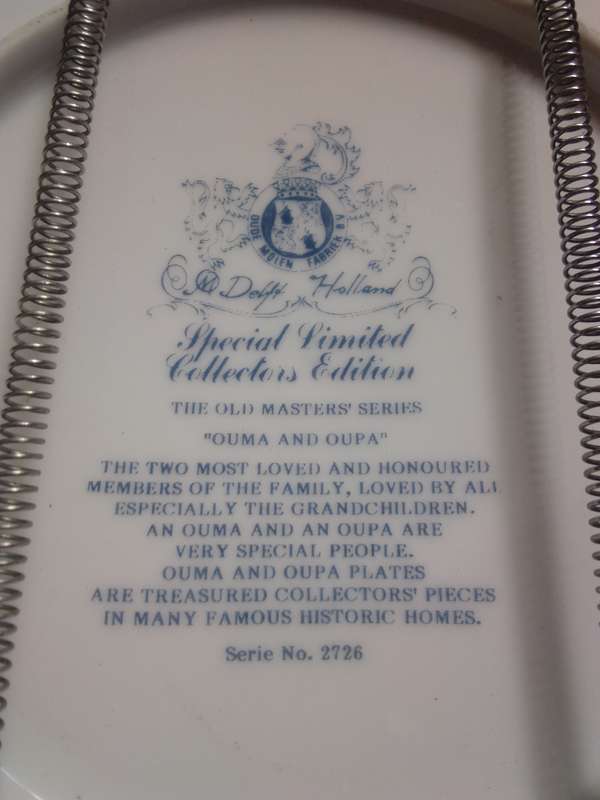 OUDE MOLEN FABRIEK B.V.
Delft Holland
Special Limited
Collectors Edition
THE OLD MASTERS' SERIES
"OUMA AND OUPA"
THE TWO MOST LOVED AND HONOURED
MEMBERS OF THE FAMILY, LOVED BY ALL
ESPECIALLY THE GRANDCHILDREN.
AN OUMA AND AN OUPA ARE
VERY SPECIAL PEOPLE.
OUMA AND OUPA PLATES
ARE TREASURED COLLECTORS' PIECES
IN MANY FAMOUS HISTORIC HOMES.
Serie No. 2726